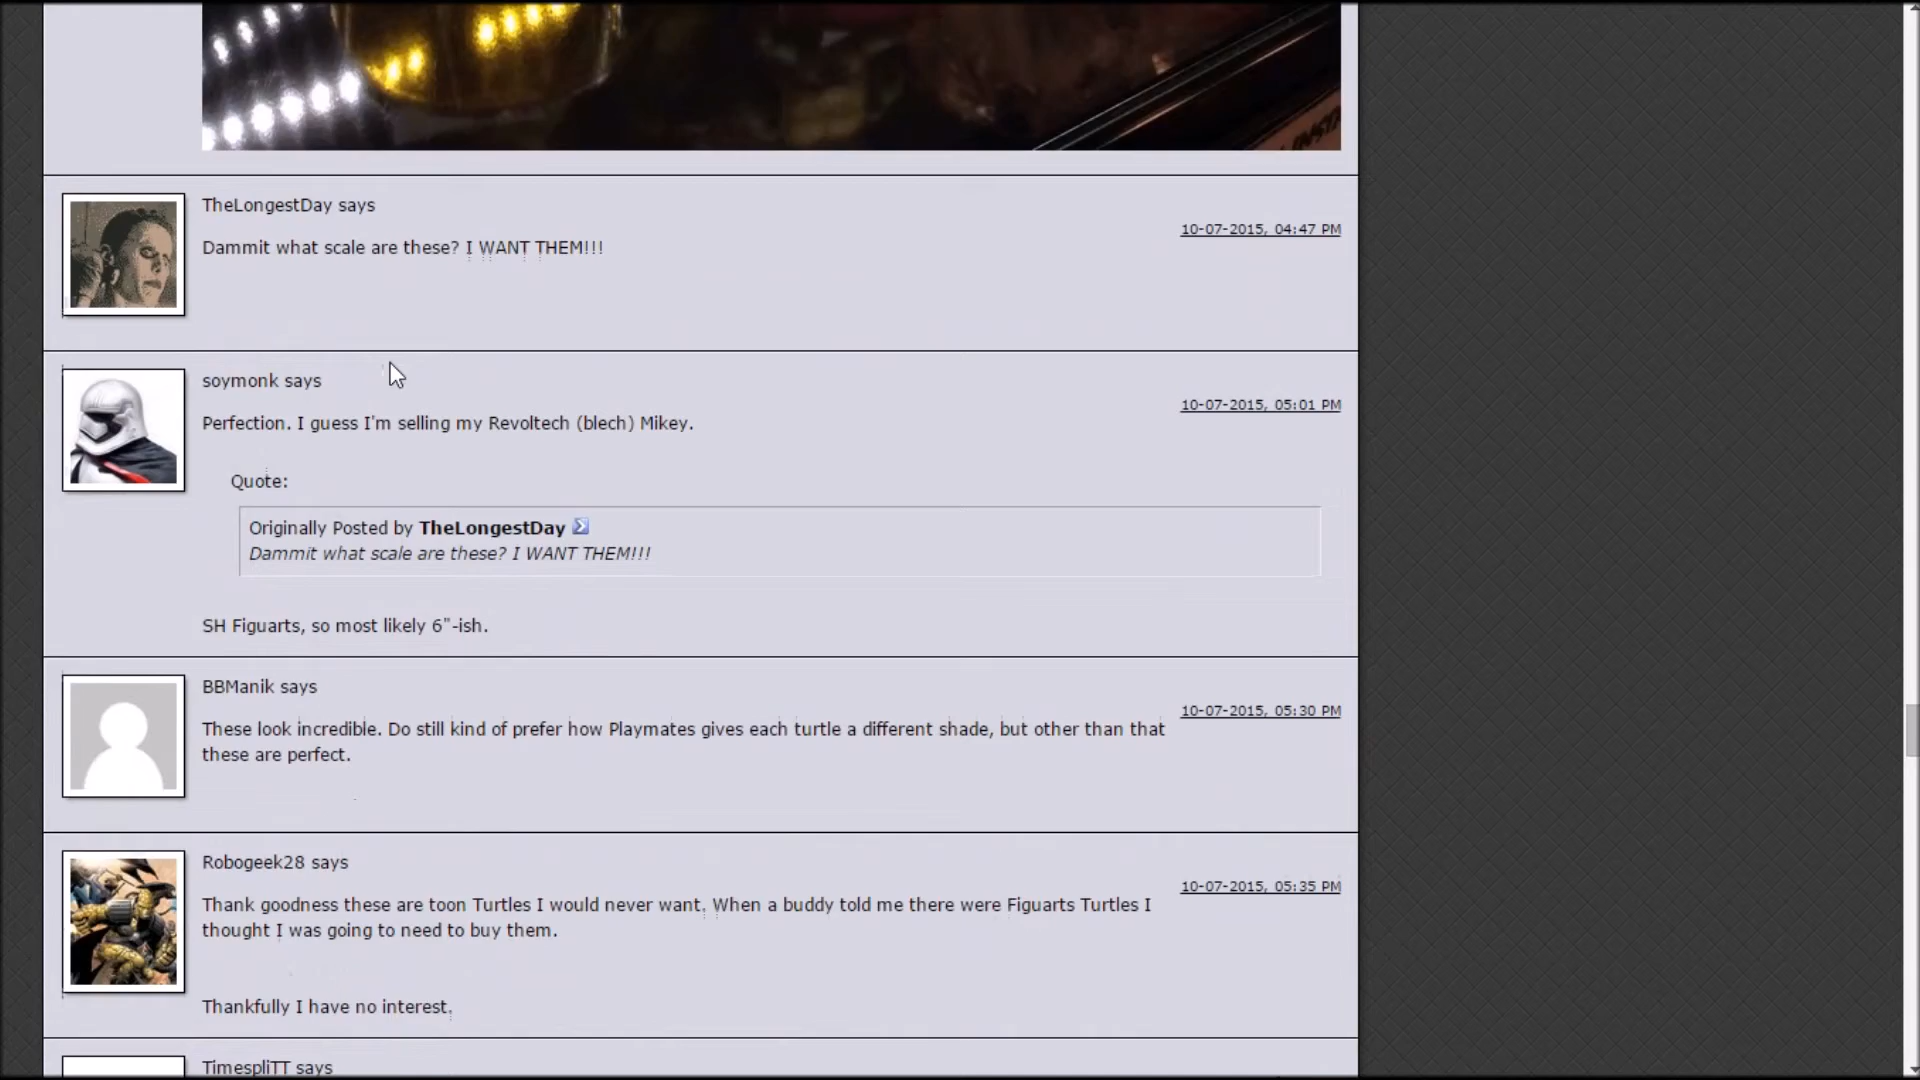 TheLongestDay says
10-07-2015, 04:47 PM
Dammit what scale are these? I WANT THEM!!!
soymonk says
10-07-2015, 05:01 PM
Perfection. I guess I'm selling my Revoltech (blech) Mikey.
Quote:
Originally Posted by TheLongestDay
Dammit what scale are these? I WANT THEM!!!
SH Figuarts, so most likely 6"-ish.
BBManik says
10-07-2015, 05:30 PM
These look incredible. Do still kind of prefer how Playmates gives each turtle a different shade, but other than that
these are perfect.
Robogeek28 says
10-07-2015, 05:35 PM
Thank goodness these are toon Turtles I would never want. When a buddy told me there were Figuarts Turtles I
thought I was going to need to buy them.
Thankfully I have no interest.
TimespliTT says